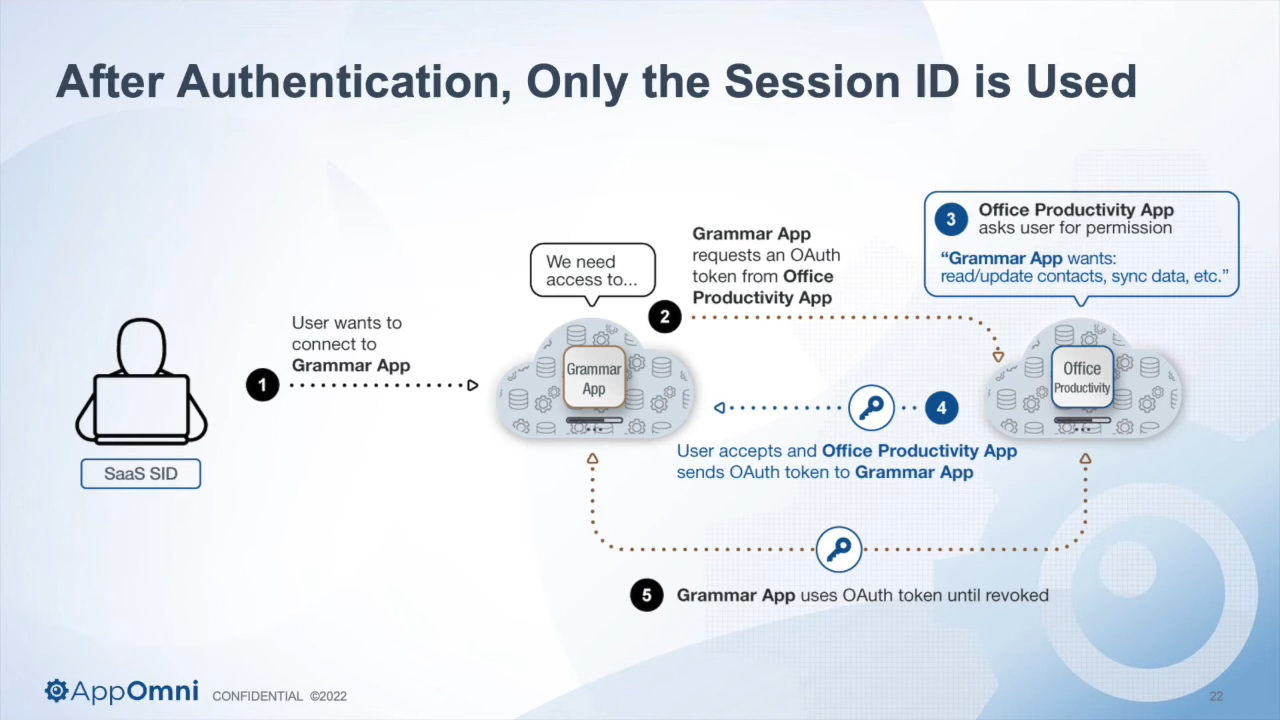 After Authentication, Only the Session ID is Used
SaaS SID
1
User wants to
connect to
Grammar App
We need
access to...
Grammar
App
2
Grammar App
requests an OAuth
token from Office
Productivity App
3
Office Productivity App
asks user for permission
“Grammar App wants:
read/update contacts, sync data, etc.”
Office
Productivity
4
User accepts and Office Productivity App
sends OAuth token to Grammar App
5
Grammar App uses OAuth token until revoked
AppOmni
CONFIDENTIAL ©2022
22